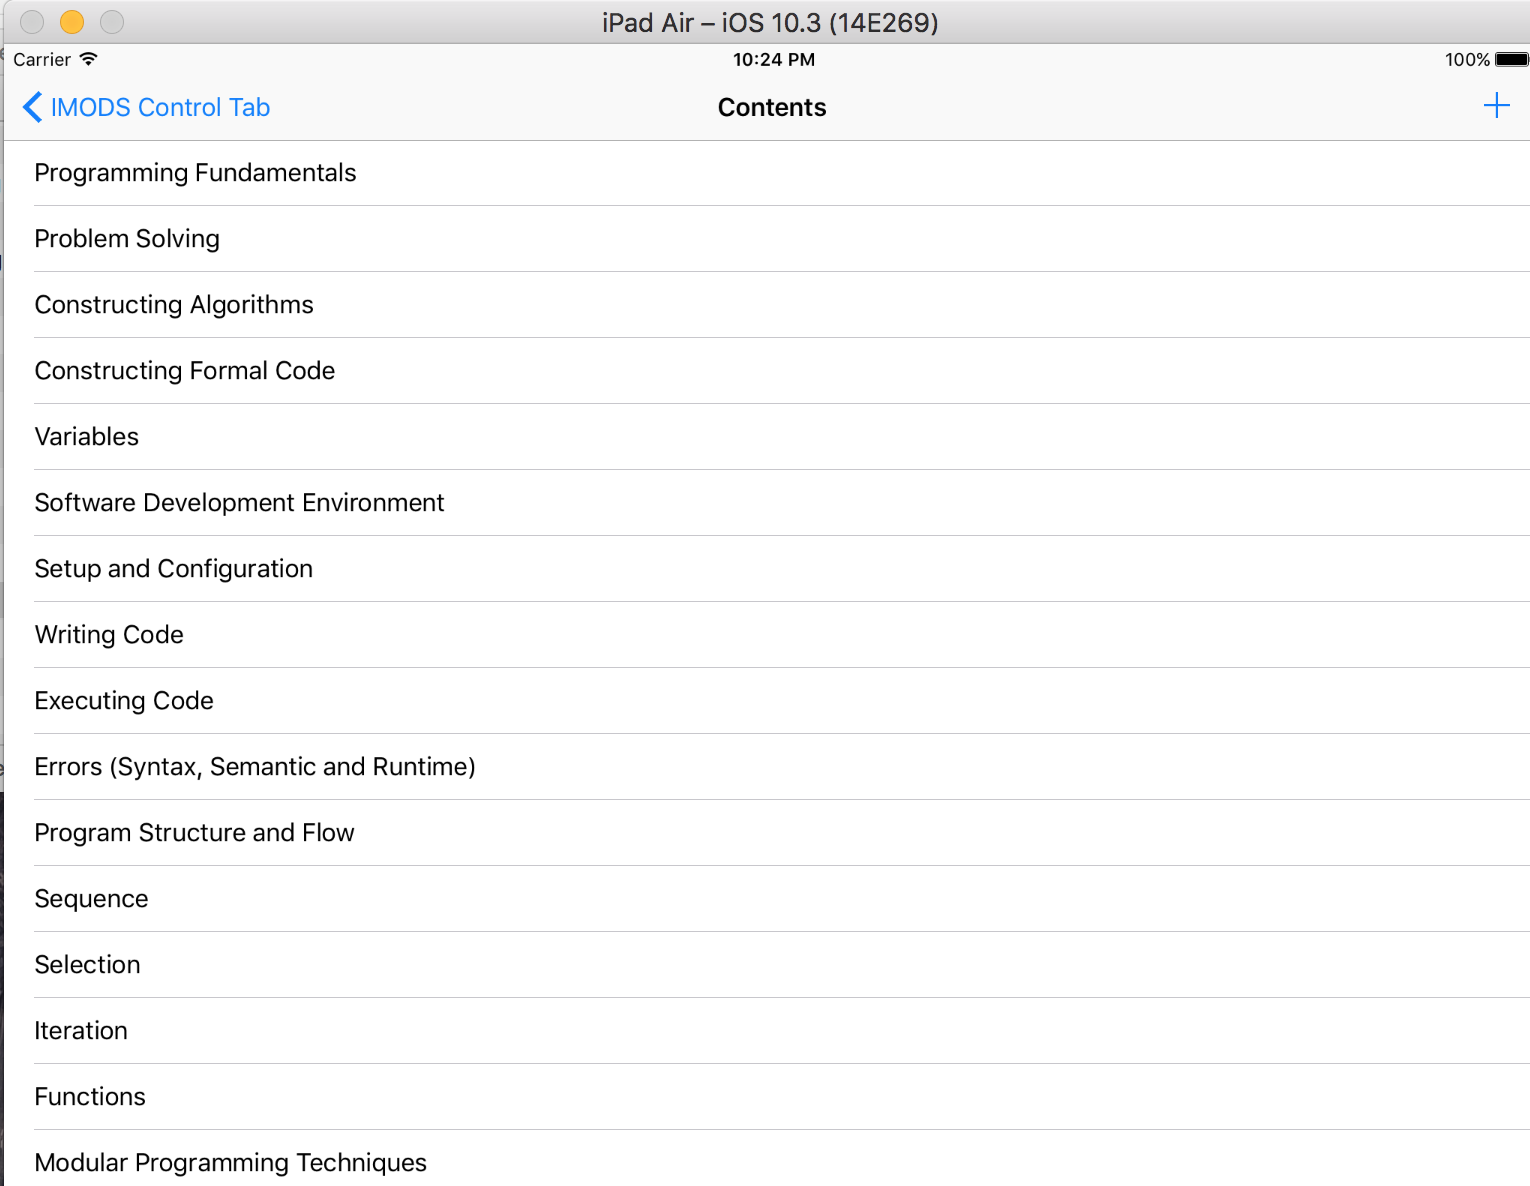 iPad Air – iOS 10.3 (14E269)
Carrier 10:24 PM 100%
IMODS Control Tab Contents
Programming Fundamentals
Problem Solving
Constructing Algorithms
Constructing Formal Code
Variables
Software Development Environment
Setup and Configuration
Writing Code
Executing Code
Errors (Syntax, Semantic and Runtime)
Program Structure and Flow
Sequence
Selection
Iteration
Functions
Modular Programming Techniques